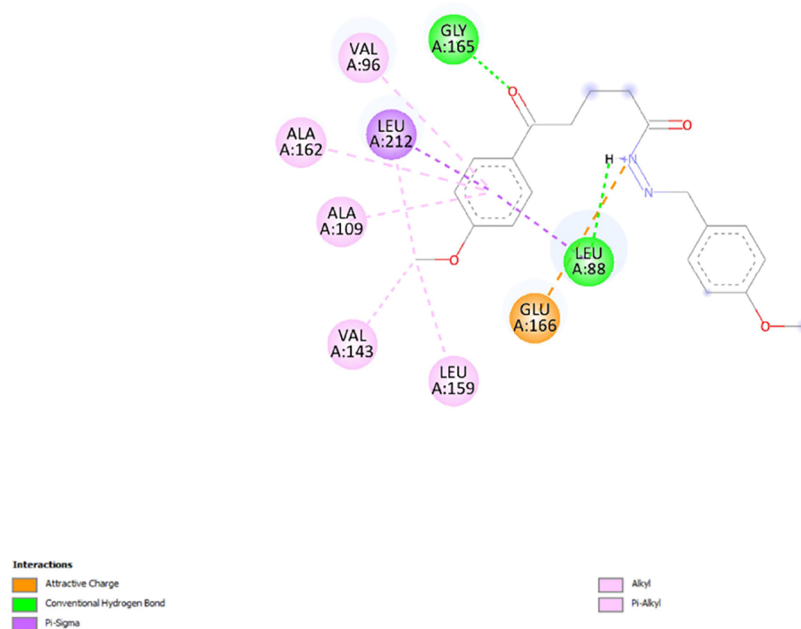 GLY
A:165
VAL
A:96
LEU
A:212
ALA
A:162
ALA
A:109
O
O
H
N
+
N
O
LEU
A:88
GLU
A:166
VAL
A:143
LEU
A:159
O
Interactions
Attractive Charge
Conventional Hydrogen Bond
Pi-Sigma
Alkyl
Pi-Alkyl